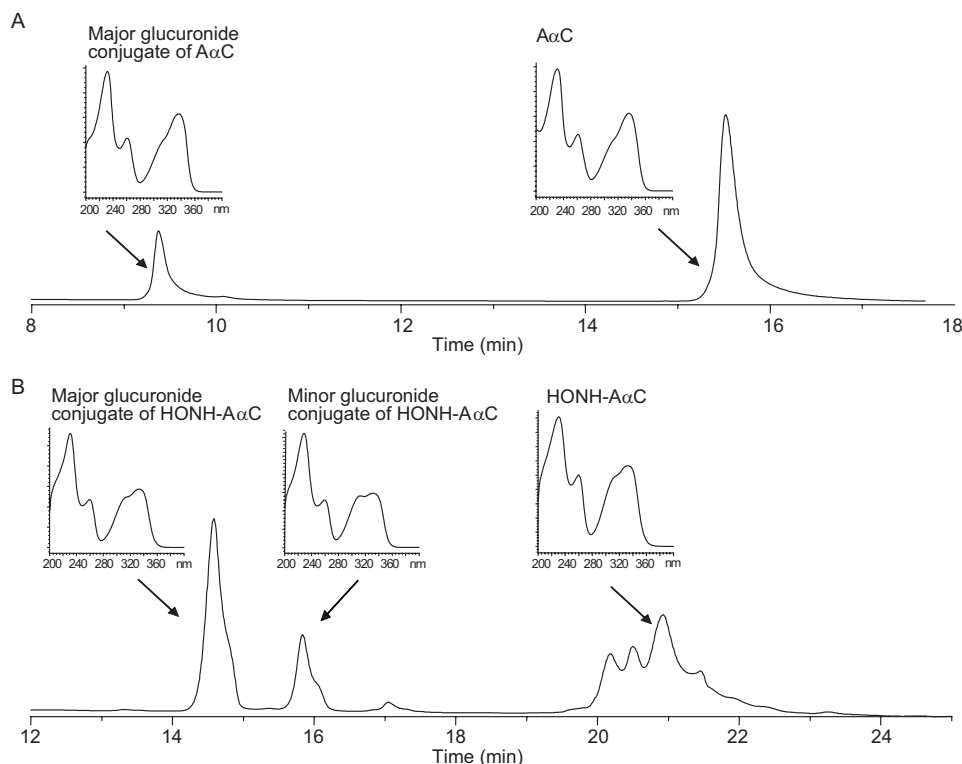 A
Major glucuronide
conjugate of AαC
AαC
200 240 280 320 360 nm
200 240 280 320 360 nm
8 10 12 14 16 18
Time (min)
B
Major glucuronide
conjugate of HONH-AαC
Minor glucuronide
conjugate of HONH-AαC
HONH-AαC
200 240 280 320 360 nm
200 240 280 320 360 nm
200 240 280 320 360 nm
12 14 16 18 20 22 24
Time (min)